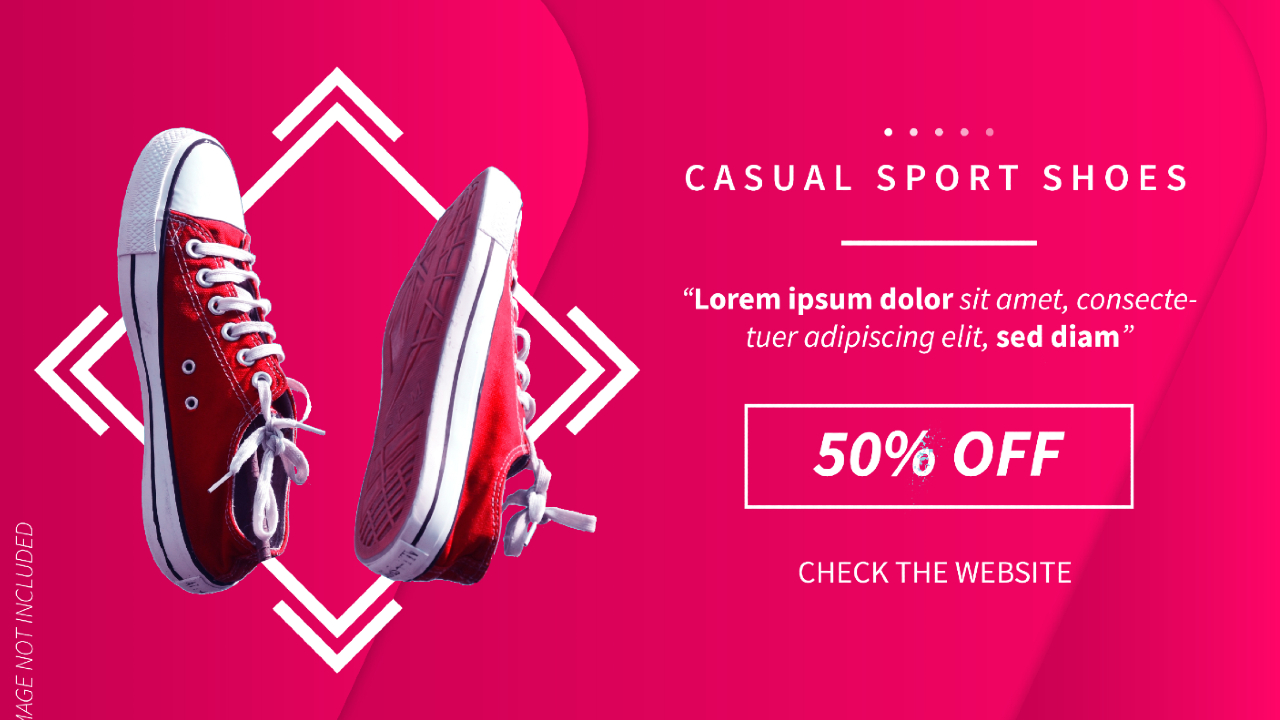 CASUAL SPORT SHOES
“Lorem ipsum dolor sit amet, consecte-
tuer adipiscing elit, sed diam”
50% OFF
CHECK THE WEBSITE
NOT INCLUDED